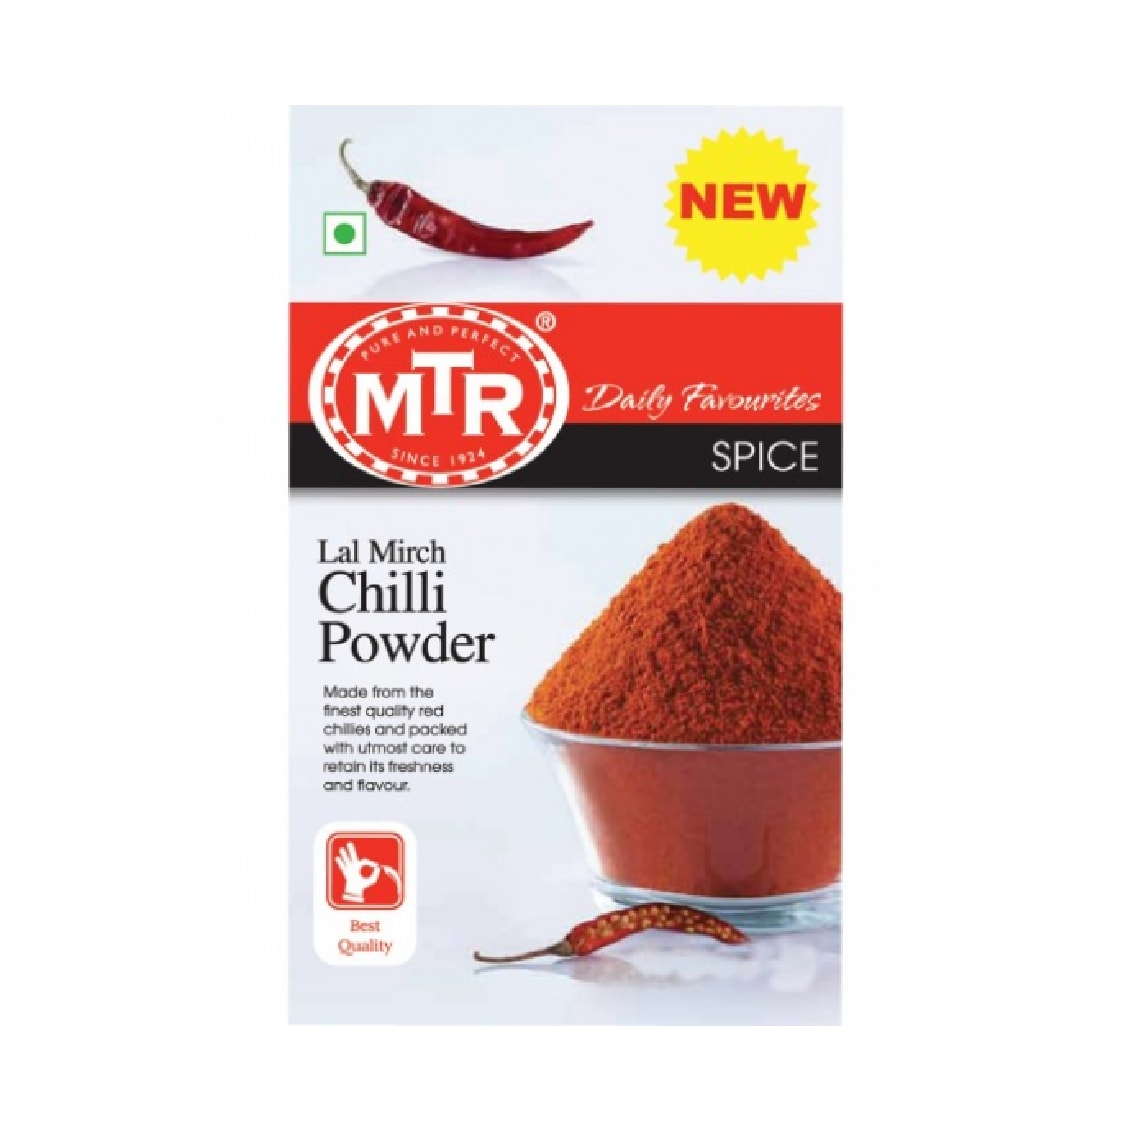 NEW
PURE AND PERFECT
MTR
®
SINCE 1924
Daily Favourites
SPICE
Lal Mirch
Chilli
Powder
Made from the
finest quality red
chillies and packed
with utmost care to
retain its freshness
and flavour.
Best
Quality